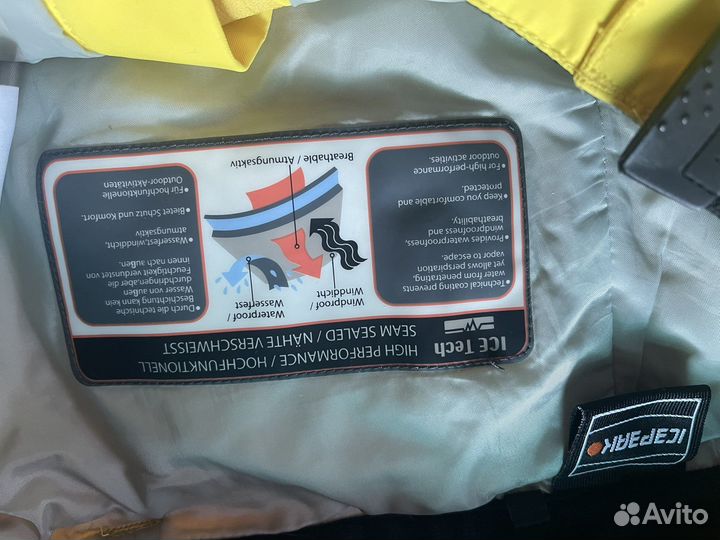 ICE Tech
HIGH PERFORMANCE / HOCHFUNKTIONELL
SEAM SEALED / NÄHTE VERSCHWEISST
• Technical coating prevents
water from penetrating,
yet allows perspiration
vapor to escape.
• Provides waterproofness,
windproofness and
breathability.
• Keep you comfortable and
protected.
• For high-performance
outdoor activities.
Windproof /
Winddicht
Waterproof /
Wasserfest
Breathable / Atmungsaktiv
• Durch die technische
Beschichtung kann
Wasser von außen
durchdringen, aber die
Feuchtigkeit verdunstet von
innen nach außen.
• Wasserfest, winddicht,
atmungsaktiv
• Bietet Schutz und Komfort.
• Für hochfunktionelle
Outdoor-Aktivitäten
ICEPEAK
Avito